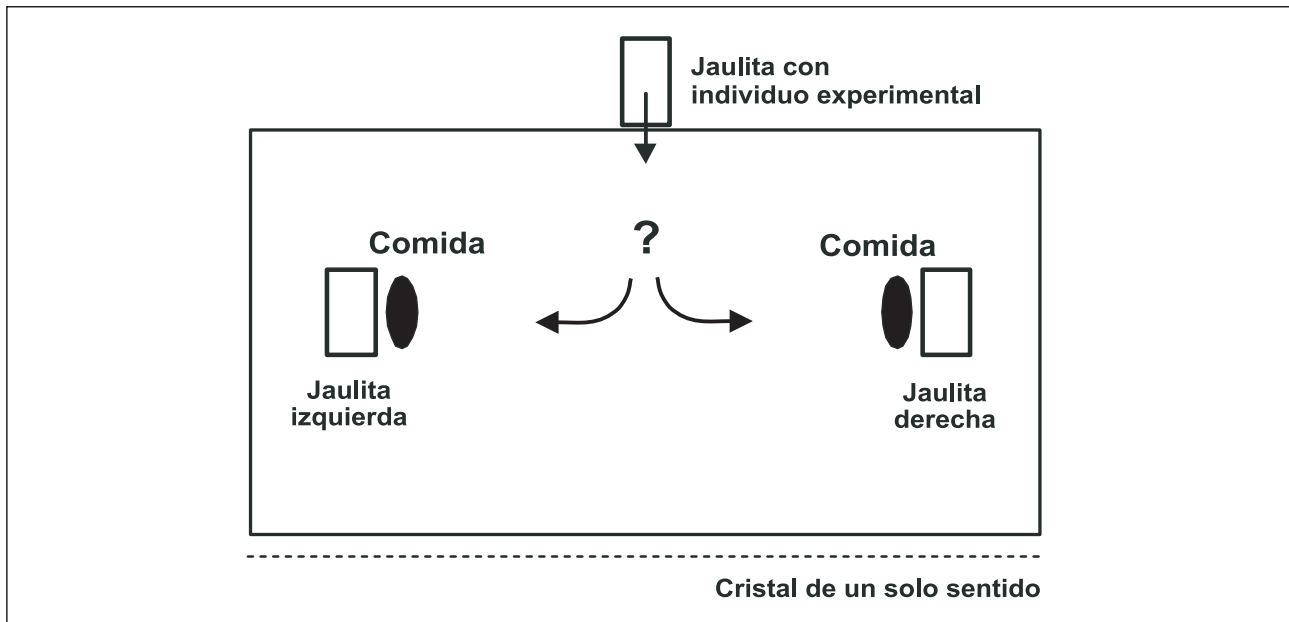 Jaulita con
individuo experimental
?
Comida
Comida
Jaulita
izquierda
Jaulita
derecha
Cristal de un solo sentido